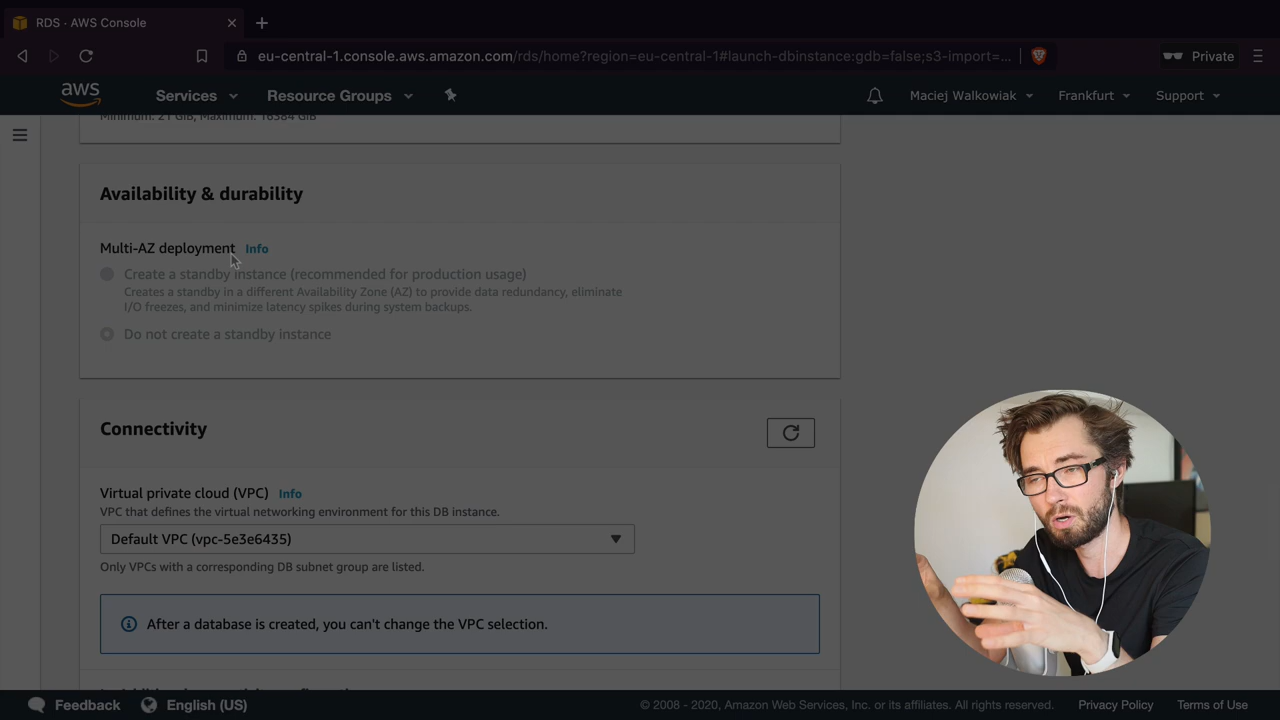 RDS · AWS Console
eu-central-1.console.aws.amazon.com/rds/home?region=eu-central-1#launch-dbinstance:gdb=false;s3-import=...
Private
aws
Services
Resource Groups
Maciej Walkowiak
Frankfurt
Support
Minimum: 21 GiB, Maximum: 16384 GiB
Availability & durability
Multi-AZ deployment Info
Create a standby instance (recommended for production usage)
Creates a standby in a different Availability Zone (AZ) to provide data redundancy, eliminate
I/O freezes, and minimize latency spikes during system backups.
Do not create a standby instance
Connectivity
Virtual private cloud (VPC) Info
VPC that defines the virtual networking environment for this DB instance.
Default VPC (vpc-5e3e6435)
Only VPCs with a corresponding DB subnet group are listed.
After a database is created, you can't change the VPC selection.
Feedback
English (US)
© 2008 - 2020, Amazon Web Services, Inc. or its affiliates. All rights reserved.
Privacy Policy
Terms of Use